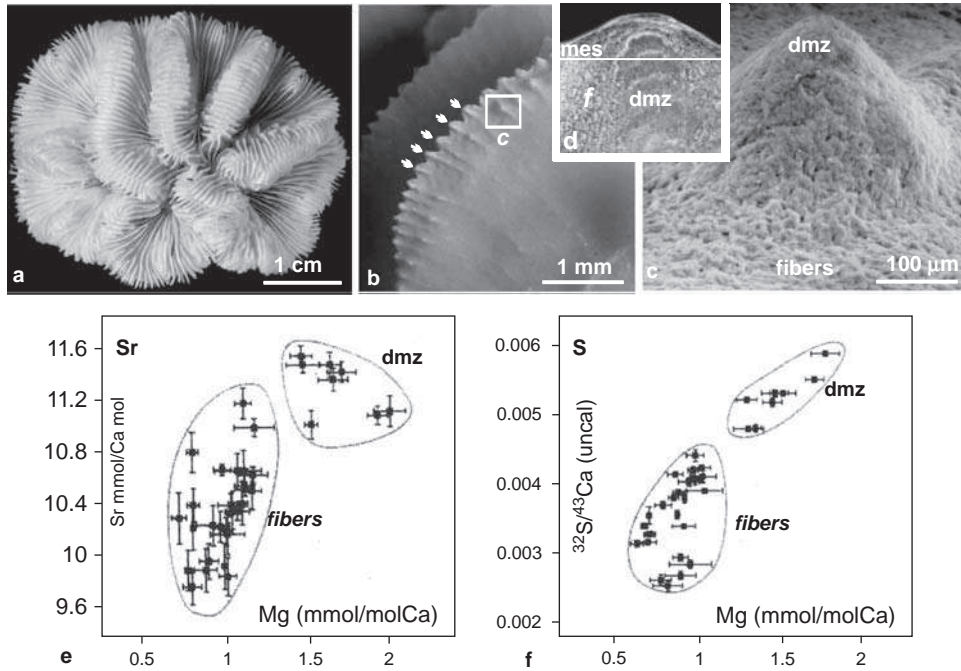 a
1 cm
b
c
1 mm
mes
f
dmz
d
dmz
fibers
c
100 µm
Sr
dmz
fibers
Sr mmol/Ca mol
11.6
11.2
10.8
10.4
10
9.6
Mg (mmol/molCa)
0.5
1
1.5
2
e
S
dmz
fibers
³²S/⁴³Ca (uncal)
0.006
0.005
0.004
0.003
0.002
Mg (mmol/molCa)
0.5
1
1.5
2
f